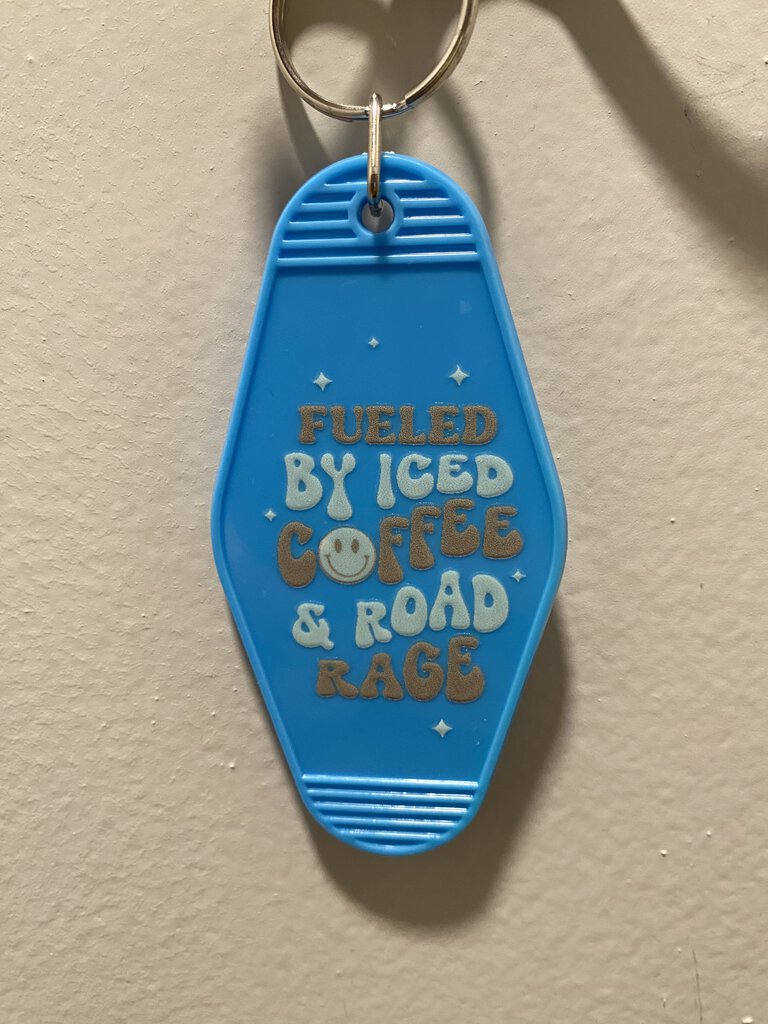 FUELED
BY ICED
COFFEE
& ROAD
RAGE